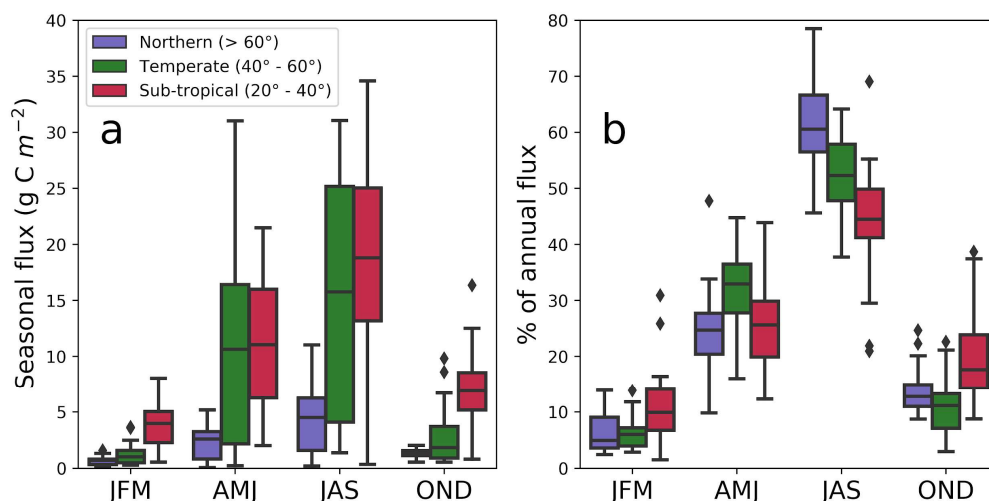 40
35
30
25
20
15
10
5
0
Seasonal flux (g C m⁻²)
Northern (> 60°)
Temperate (40° - 60°)
Sub-tropical (20° - 40°)
a
JFM AMJ JAS OND
80
70
60
50
40
30
20
10
0
% of annual flux
b
JFM AMJ JAS OND